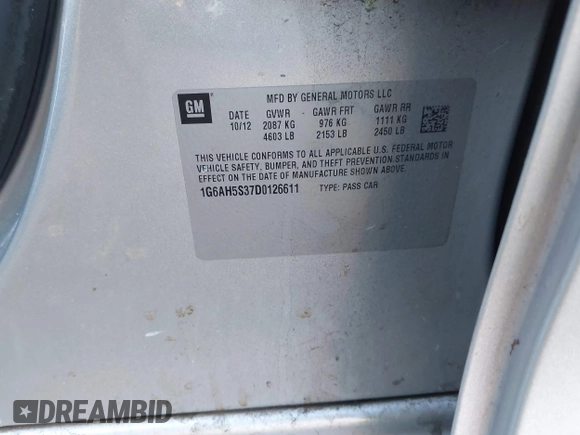 GM
MFD BY GENERAL MOTORS LLC
DATE GVWR GAWR FRT GAWR RR
10/12 2087 KG 976 KG 1111 KG
4603 LB 2153 LB 2450 LB
THIS VEHICLE CONFORMS TO ALL APPLICABLE U.S. FEDERAL MOTOR
VEHICLE SAFETY, BUMPER, AND THEFT PREVENTION STANDARDS IN
EFFECT ON THE DATE OF MANUFACTURE SHOWN ABOVE.
1G6AH5S37D0126611 TYPE: PASS CAR
DREAMBID